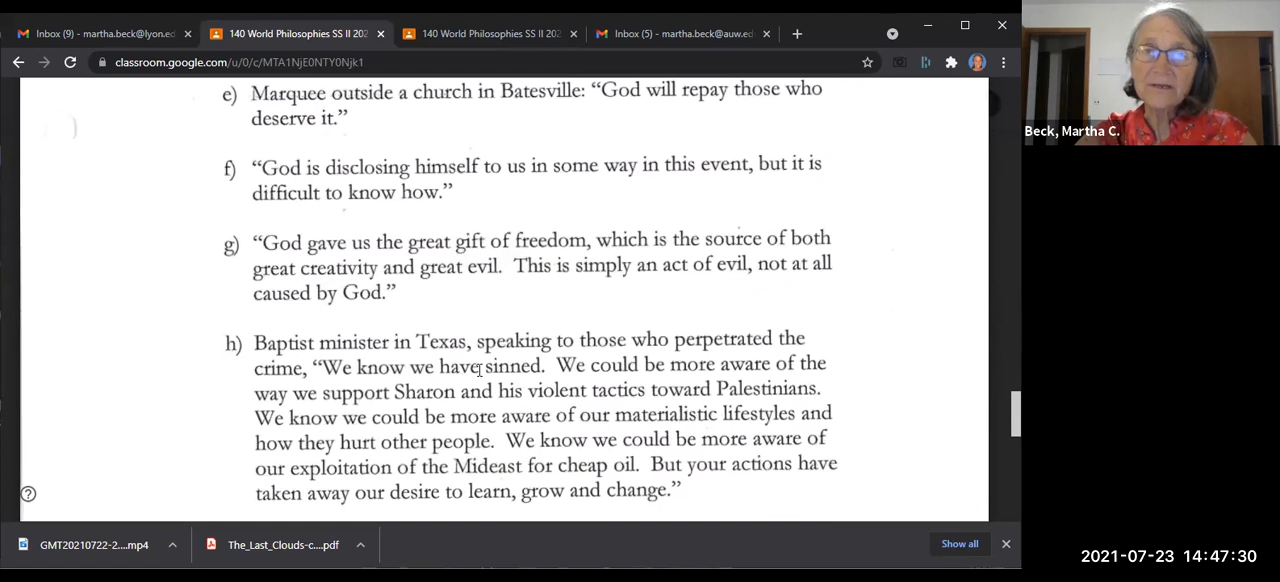 Inbox (9) - martha.beck@lyon.ed
140 World Philosophies SS II 202
140 World Philosophies SS II 202
Inbox (5) - martha.beck@auw.ed
classroom.google.com/u/0/c/MTA1NjE0NTY0Njk1
Beck, Martha C.
e) Marquee outside a church in Batesville: “God will repay those who
deserve it.”
f) “God is disclosing himself to us in some way in this event, but it is
difficult to know how.”
g) “God gave us the great gift of freedom, which is the source of both
great creativity and great evil. This is simply an act of evil, not at all
caused by God.”
h) Baptist minister in Texas, speaking to those who perpetrated the
crime, “We know we have sinned. We could be more aware of the
way we support Sharon and his violent tactics toward Palestinians.
We know we could be more aware of our materialistic lifestyles and
how they hurt other people. We know we could be more aware of
our exploitation of the Mideast for cheap oil. But your actions have
taken away our desire to learn, grow and change.”
GMT20210722-2....mp4
The_Last_Clouds-c....pdf
Show all
2021-07-23 14:47:30